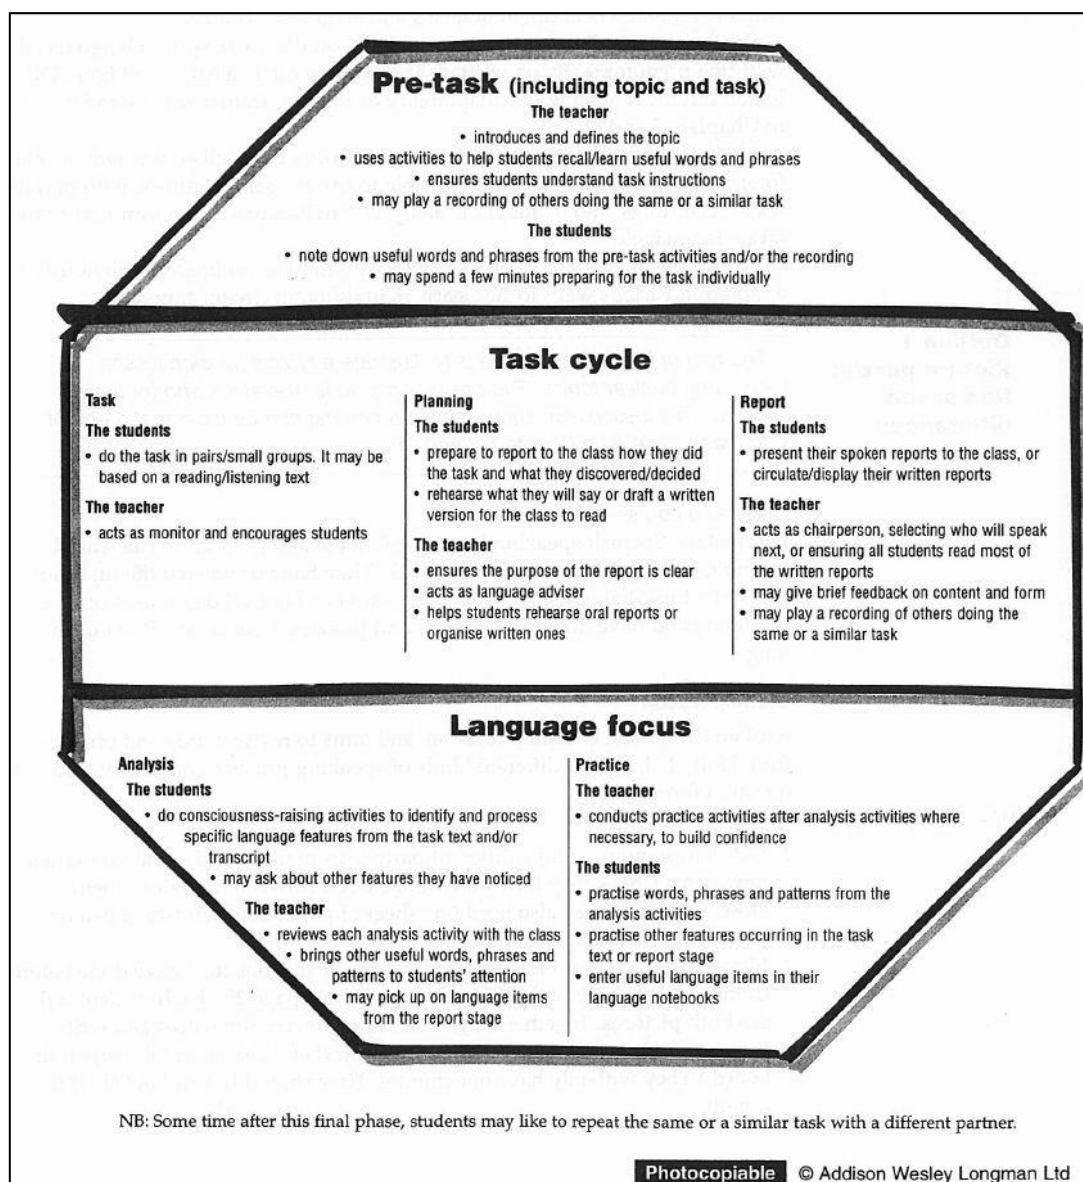 Pre-task (including topic and task)
The teacher
• introduces and defines the topic
• uses activities to help students recall/learn useful words and phrases
• ensures students understand task instructions
• may play a recording of others doing the same or a similar task
The students
• note down useful words and phrases from the pre-task activities and/or the recording
• may spend a few minutes preparing for the task individually
Task cycle
Task
The students
• do the task in pairs/small groups. It may be
based on a reading/listening text
The teacher
• acts as monitor and encourages students
Planning
The students
• prepare to report to the class how they did
the task and what they discovered/decided
• rehearse what they will say or draft a written
version for the class to read
The teacher
• ensures the purpose of the report is clear
• acts as language adviser
• helps students rehearse oral reports or
organise written ones
Report
The students
• present their spoken reports to the class, or
circulate/display their written reports
The teacher
• acts as chairperson, selecting who will speak
next, or ensuring all students read most of
the written reports
• may give brief feedback on content and form
• may play a recording of others doing the
same or a similar task
Language focus
Analysis
The students
• do consciousness-raising activities to identify and process
specific language features from the task text and/or
transcript
• may ask about other features they have noticed
The teacher
• reviews each analysis activity with the class
• brings other useful words, phrases and
patterns to students' attention
• may pick up on language items
from the report stage
Practice
The teacher
• conducts practice activities after analysis activities where
necessary, to build confidence
The students
• practise words, phrases and patterns from the
analysis activities
• practise other features occurring in the task
text or report stage
• enter useful language items in their
language notebooks
NB: Some time after this final phase, students may like to repeat the same or a similar task with a different partner.
Photocopiable © Addison Wesley Longman Ltd